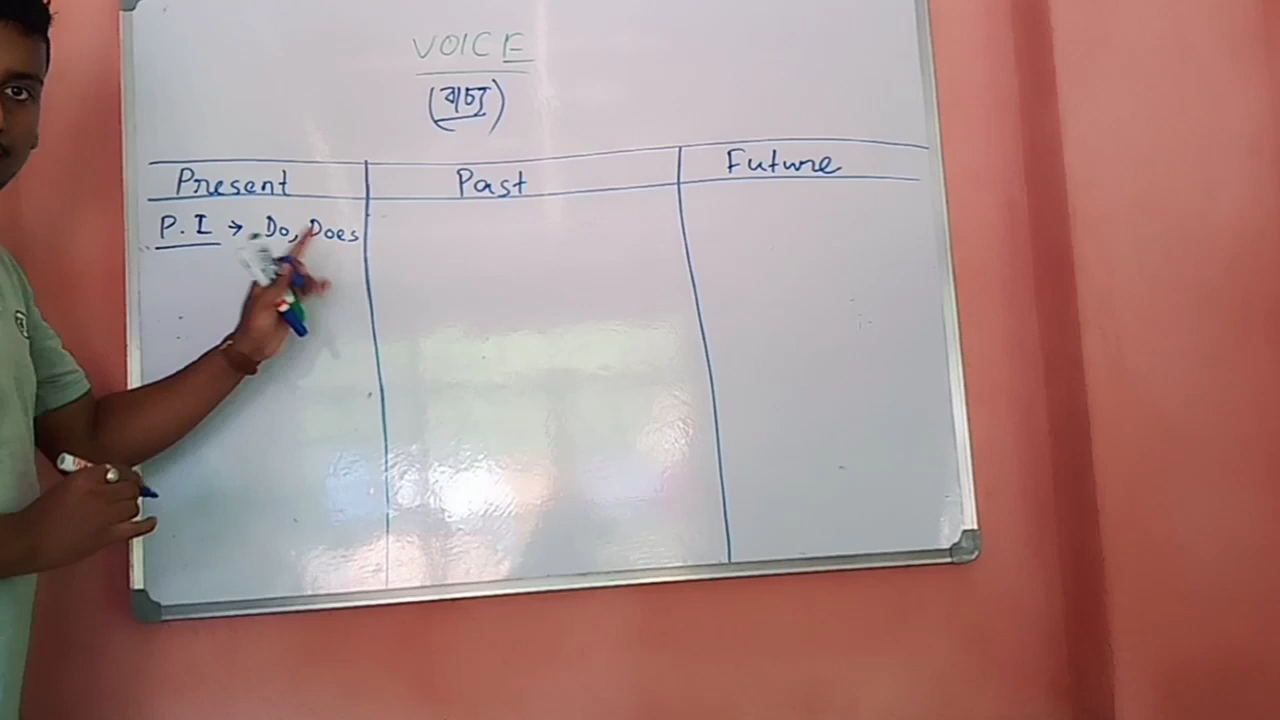 VOICE
(বাচ্য)
Present Past Future
P. I → Do, Does